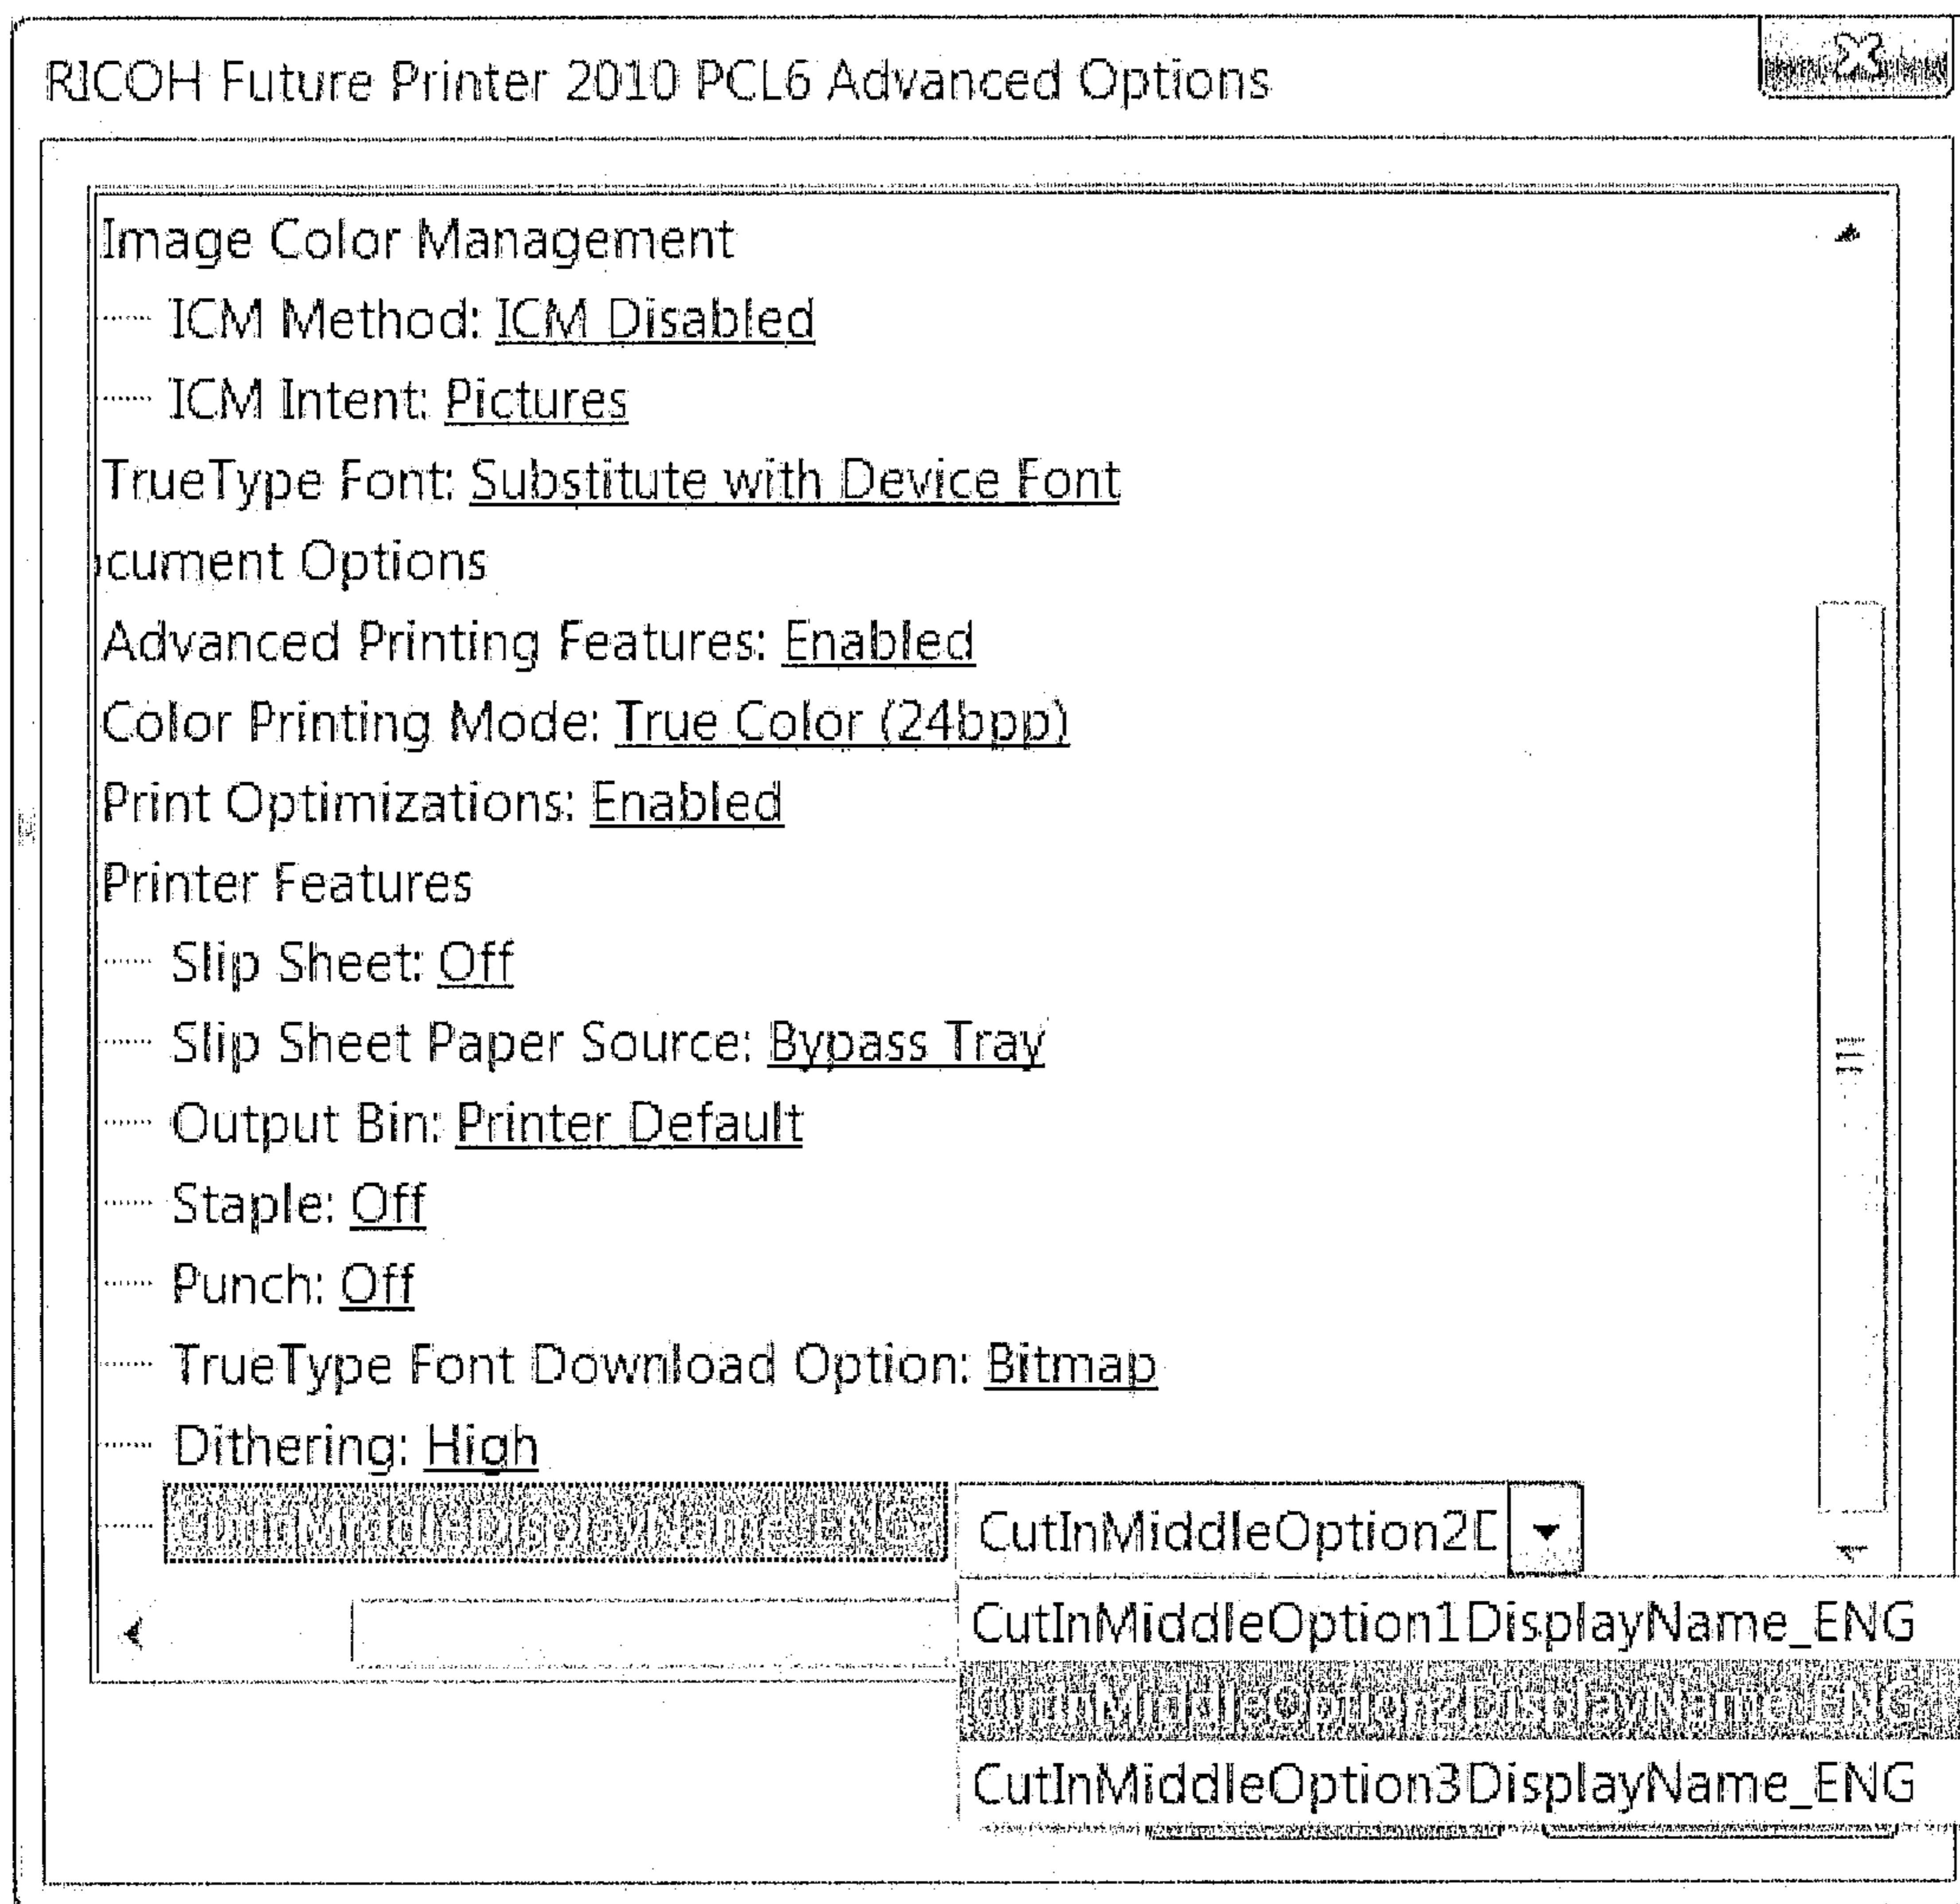 RICOH Future Printer 2010 PCL6 Advanced Options
Image Color Management
ICM Method: ICM Disabled
ICM Intent: Pictures
TrueType Font: Substitute with Device Font
cument Options
Advanced Printing Features: Enabled
Color Printing Mode: True Color (24bpp)
Print Optimizations: Enabled
Printer Features
Slip Sheet: Off
Slip Sheet Paper Source: Bypass Tray
Output Bin: Printer Default
Staple: Off
Punch: Off
TrueType Font Download Option: Bitmap
Dithering: High
CutInMiddleDisplayName_ENG CutInMiddleOption2D
CutInMiddleOption1DisplayName_ENG
CutInMiddleOption2DisplayName_ENG
CutInMiddleOption3DisplayName_ENG